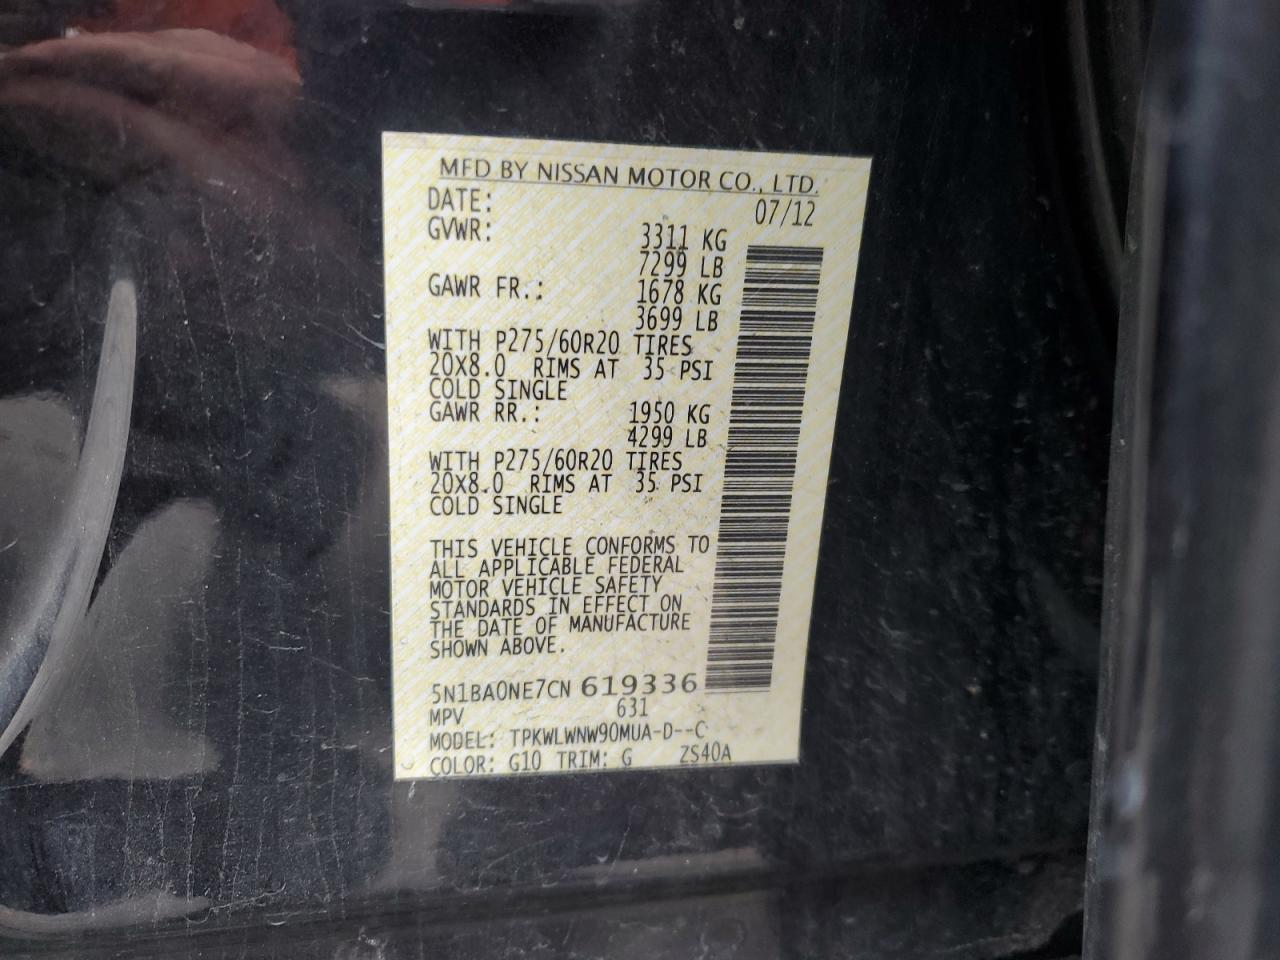 MFD BY NISSAN MOTOR CO., LTD.
DATE: 07/12
GVWR: 3311 KG
7299 LB
GAWR FR.: 1678 KG
3699 LB
WITH P275/60R20 TIRES
20X8.0 RIMS AT 35 PSI
COLD SINGLE
GAWR RR.: 1950 KG
4299 LB
WITH P275/60R20 TIRES
20X8.0 RIMS AT 35 PSI
COLD SINGLE
THIS VEHICLE CONFORMS TO
ALL APPLICABLE FEDERAL
MOTOR VEHICLE SAFETY
STANDARDS IN EFFECT ON
THE DATE OF MANUFACTURE
SHOWN ABOVE.
5N1BA0NE7CN 619336
MPV 631
MODEL: TPKWLWNW90MUA-D--C
COLOR: G10 TRIM: G ZS40A